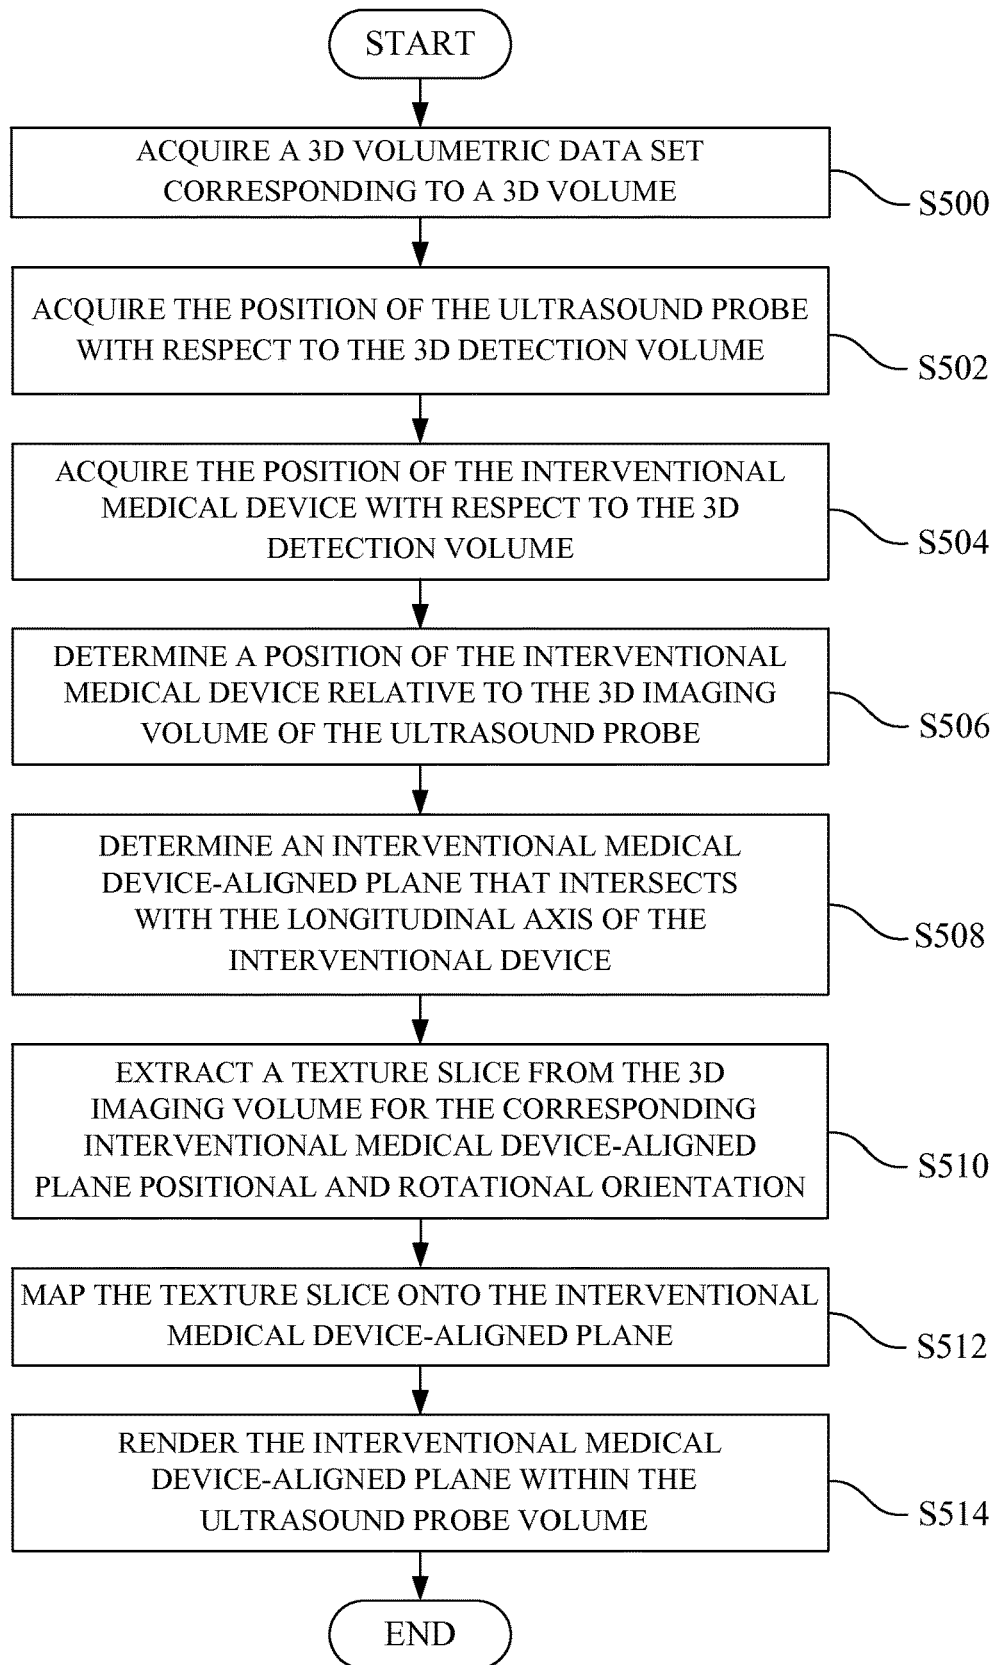 START
ACQUIRE A 3D VOLUMETRIC DATA SET
CORRESPONDING TO A 3D VOLUME
S500
ACQUIRE THE POSITION OF THE ULTRASOUND PROBE
WITH RESPECT TO THE 3D DETECTION VOLUME
S502
ACQUIRE THE POSITION OF THE INTERVENTIONAL
MEDICAL DEVICE WITH RESPECT TO THE 3D
DETECTION VOLUME
S504
DETERMINE A POSITION OF THE INTERVENTIONAL
MEDICAL DEVICE RELATIVE TO THE 3D IMAGING
VOLUME OF THE ULTRASOUND PROBE
S506
DETERMINE AN INTERVENTIONAL MEDICAL
DEVICE-ALIGNED PLANE THAT INTERSECTS
WITH THE LONGITUDINAL AXIS OF THE
INTERVENTIONAL DEVICE
S508
EXTRACT A TEXTURE SLICE FROM THE 3D
IMAGING VOLUME FOR THE CORRESPONDING
INTERVENTIONAL MEDICAL DEVICE-ALIGNED
PLANE POSITIONAL AND ROTATIONAL ORIENTATION
S510
MAP THE TEXTURE SLICE ONTO THE INTERVENTIONAL
MEDICAL DEVICE-ALIGNED PLANE
S512
RENDER THE INTERVENTIONAL MEDICAL
DEVICE-ALIGNED PLANE WITHIN THE
ULTRASOUND PROBE VOLUME
S514
END